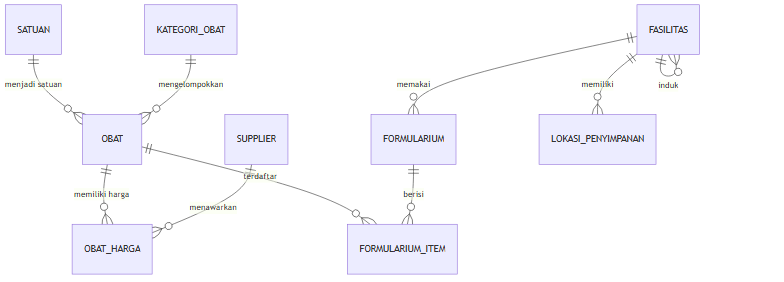 SATUAN
KATEGORI_OBAT
FASILITAS
menjadi satuan
mengelompokkan
memakai
memiliki
induk
OBAT
SUPPLIER
FORMULARIUM
LOKASI_PENYIMPANAN
terdaftar
memiliki harga
menawarkan
berisi
OBAT_HARGA
FORMULARIUM_ITEM